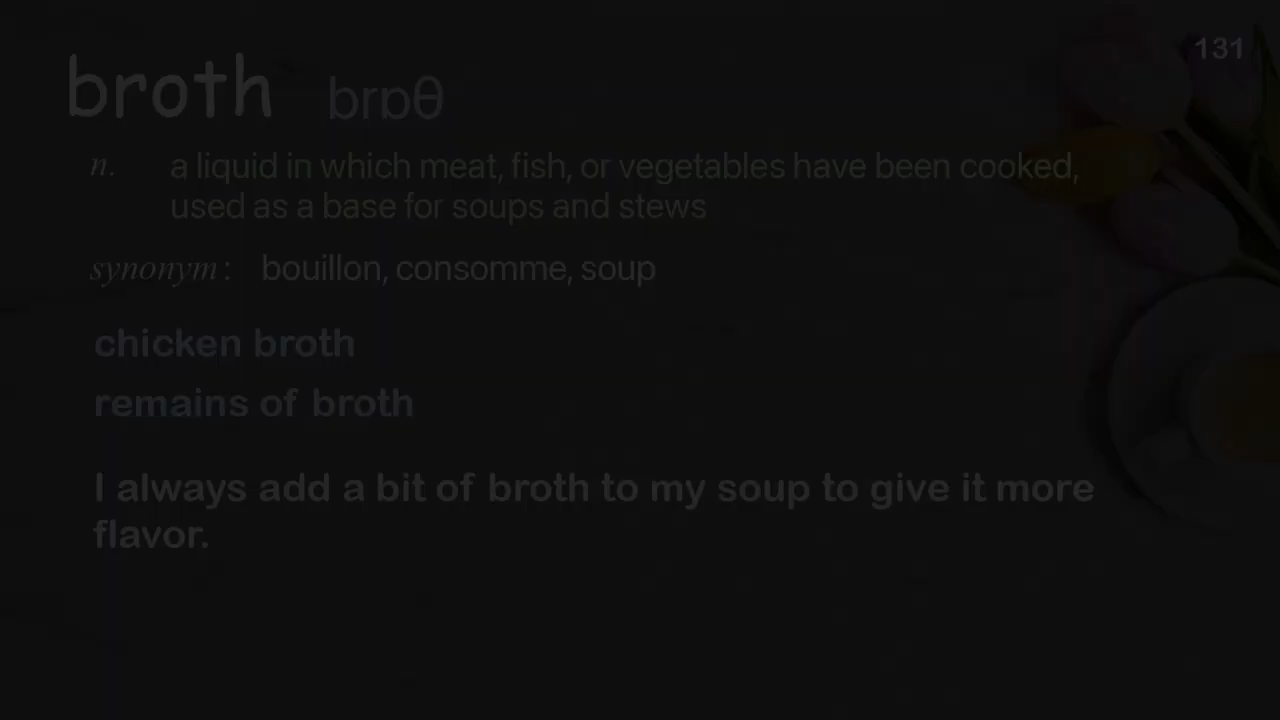 131
broth brɒθ
n. a liquid in which meat, fish, or vegetables have been cooked,
used as a base for soups and stews
synonym: bouillon, consomme, soup
chicken broth
remains of broth
I always add a bit of broth to my soup to give it more
flavor.